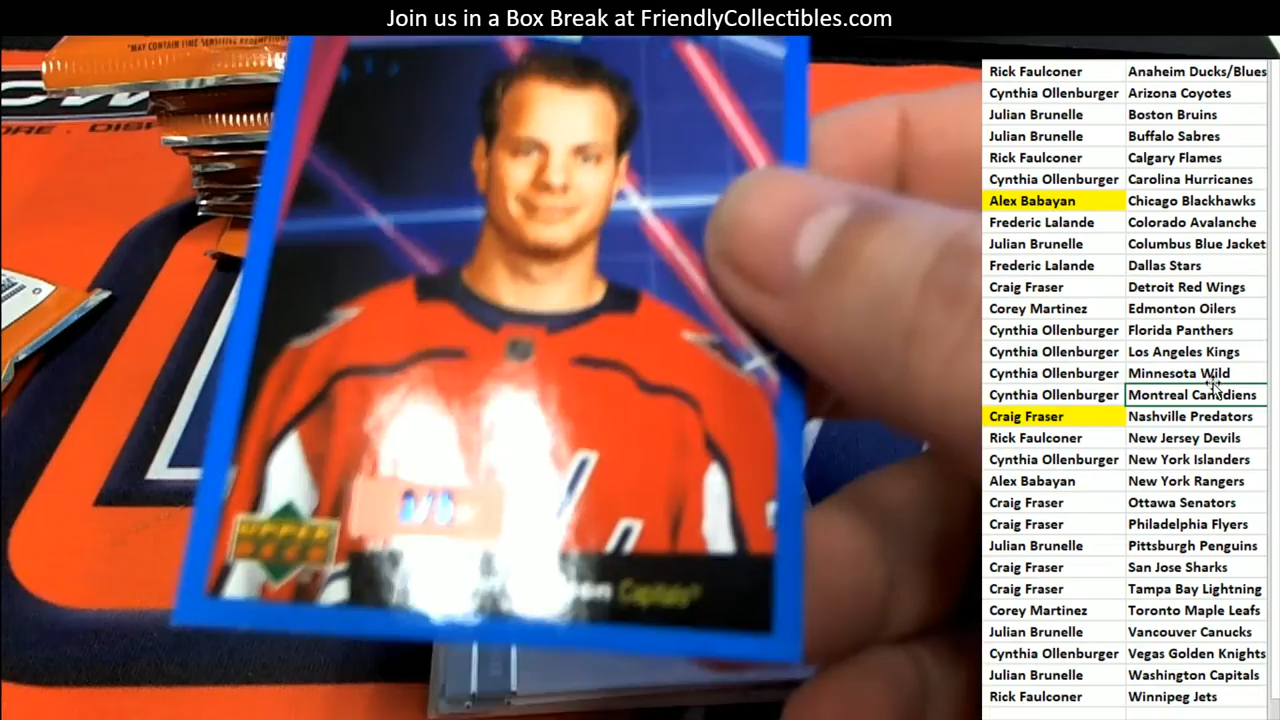 Join us in a Box Break at FriendlyCollectibles.com
*MAY CONTAIN TIME SENSITIVE REDEMPTION
UPPER
Capitals
Rick Faulconer Anaheim Ducks/Blues
Cynthia Ollenburger Arizona Coyotes
Julian Brunelle Boston Bruins
Julian Brunelle Buffalo Sabres
Rick Faulconer Calgary Flames
Cynthia Ollenburger Carolina Hurricanes
Alex Babayan Chicago Blackhawks
Frederic Lalande Colorado Avalanche
Julian Brunelle Columbus Blue Jacket
Frederic Lalande Dallas Stars
Craig Fraser Detroit Red Wings
Corey Martinez Edmonton Oilers
Cynthia Ollenburger Florida Panthers
Cynthia Ollenburger Los Angeles Kings
Cynthia Ollenburger Minnesota Wild
Cynthia Ollenburger Montreal Canadiens
Craig Fraser Nashville Predators
Rick Faulconer New Jersey Devils
Cynthia Ollenburger New York Islanders
Alex Babayan New York Rangers
Craig Fraser Ottawa Senators
Craig Fraser Philadelphia Flyers
Julian Brunelle Pittsburgh Penguins
Craig Fraser San Jose Sharks
Craig Fraser Tampa Bay Lightning
Corey Martinez Toronto Maple Leafs
Julian Brunelle Vancouver Canucks
Cynthia Ollenburger Vegas Golden Knights
Julian Brunelle Washington Capitals
Rick Faulconer Winnipeg Jets